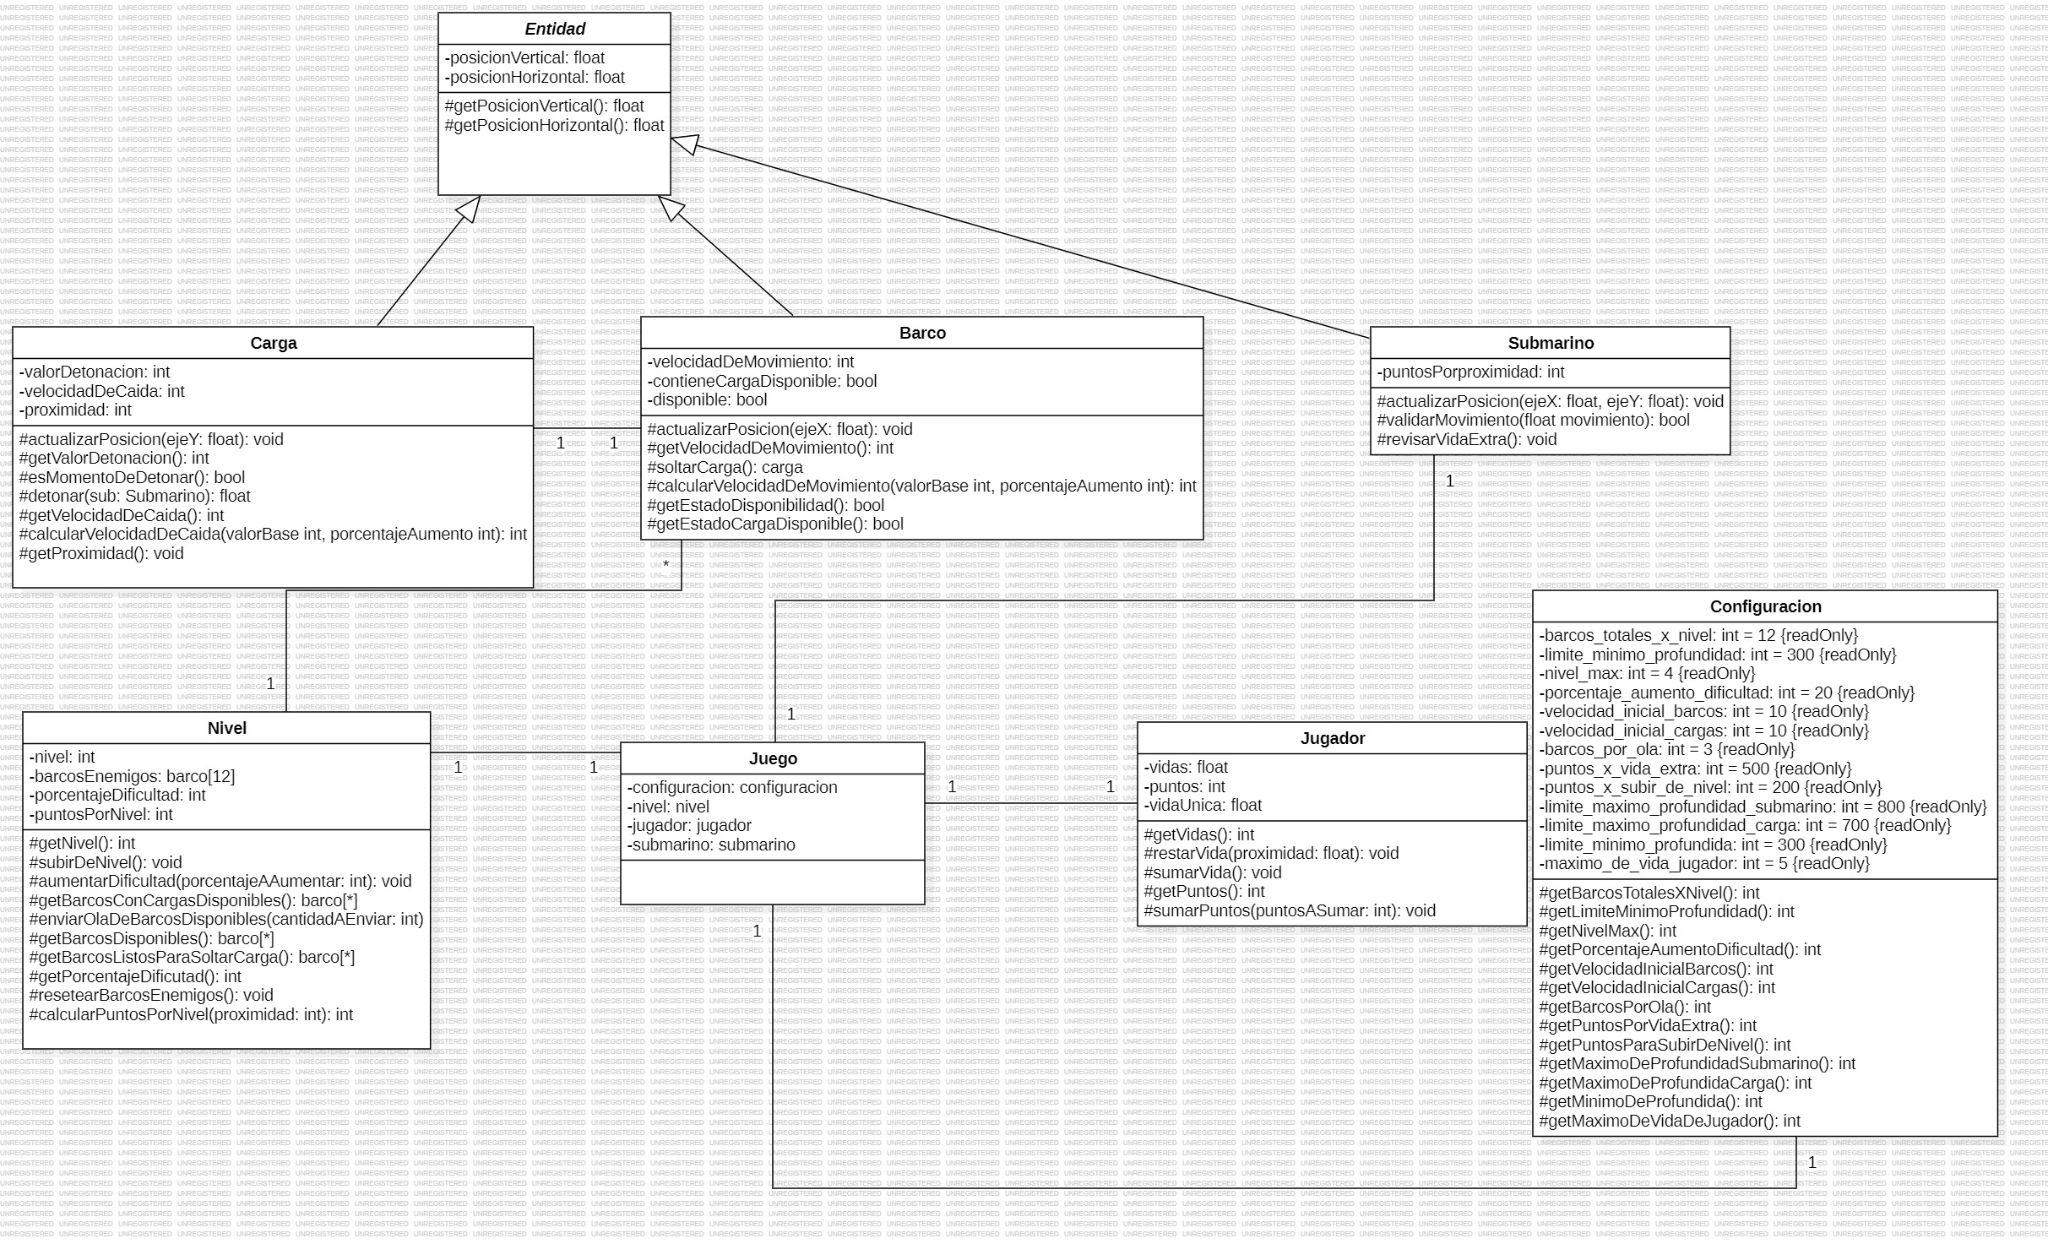 Entidad
-posicionVertical: float
-posicionHorizontal: float
#getPosicionVertical(): float
#getPosicionHorizontal(): float
Carga
-valorDetonacion: int
-velocidadDeCaida: int
-proximidad: int
#actualizarPosicion(ejeY: float): void
#getValorDetonacion(): int
#esMomentoDeDetonar(): bool
#detonar(sub: Submarino): float
#getVelocidadDeCaida(): int
#calcularVelocidadDeCaida(valorBase int, porcentajeAumento int): int
#getProximidad(): void
1
1
Barco
-velocidadDeMovimiento: int
-contieneCargaDisponible: bool
-disponible: bool
#actualizarPosicion(ejeX: float): void
#getVelocidadDeMovimiento(): int
#soltarCarga(): carga
#calcularVelocidadDeMovimiento(valorBase int, porcentajeAumento int): int
#getEstadoDisponibilidad(): bool
#getEstadoCargaDisponible(): bool
*
1
Submarino
-puntosPorproximidad: int
#actualizarPosicion(ejeX: float, ejeY: float): void
#validarMovimiento(float movimiento): bool
#revisarVidaExtra(): void
1
1
Nivel
-nivel: int
-barcosEnemigos: barco[12]
-porcentajeDificultad: int
-puntosPorNivel: int
#getNivel(): int
#subirDeNivel(): void
#aumentarDificultad(porcentajeAAumentar: int): void
#getBarcosConCargasDisponibles(): barco[*]
#enviarOlaDeBarcosDisponibles(cantidadAEnviar: int)
#getBarcosDisponibles(): barco[*]
#getBarcosListosParaSoltarCarga(): barco[*]
#getPorcentajeDificutad(): int
#resetearBarcosEnemigos(): void
#calcularPuntosPorNivel(proximidad: int): int
1
1
Juego
-configuracion: configuracion
-nivel: nivel
-jugador: jugador
-submarino: submarino
1
1
1
Jugador
-vidas: float
-puntos: int
-vidaUnica: float
#getVidas(): int
#restarVida(proximidad: float): void
#sumarVida(): void
#getPuntos(): int
#sumarPuntos(puntosASumar: int): void
Configuracion
-barcos_totales_x_nivel: int = 12 {readOnly}
-limite_minimo_profundidad: int = 300 {readOnly}
-nivel_max: int = 4 {readOnly}
-porcentaje_aumento_dificultad: int = 20 {readOnly}
-velocidad_inicial_barcos: int = 10 {readOnly}
-velocidad_inicial_cargas: int = 10 {readOnly}
-barcos_por_ola: int = 3 {readOnly}
-puntos_x_vida_extra: int = 500 {readOnly}
-puntos_x_subir_de_nivel: int = 200 {readOnly}
-limite_maximo_profundidad_submarino: int = 800 {readOnly}
-limite_maximo_profundidad_carga: int = 700 {readOnly}
-limite_minimo_profundida: int = 300 {readOnly}
-maximo_de_vida_jugador: int = 5 {readOnly}
#getBarcosTotalesXNivel(): int
#getLimiteMinimoProfundidad(): int
#getNivelMax(): int
#getPorcentajeAumentoDificultad(): int
#getVelocidadInicialBarcos(): int
#getVelocidadInicialCargas(): int
#getBarcosPorOla(): int
#getPuntosPorVidaExtra(): int
#getPuntosParaSubirDeNivel(): int
#getMaximoDeProfundidadSubmarino(): int
#getMaximoDeProfundidaCarga(): int
#getMinimoDeProfundida(): int
#getMaximoDeVidaDeJugador(): int
1
UNREGISTERED